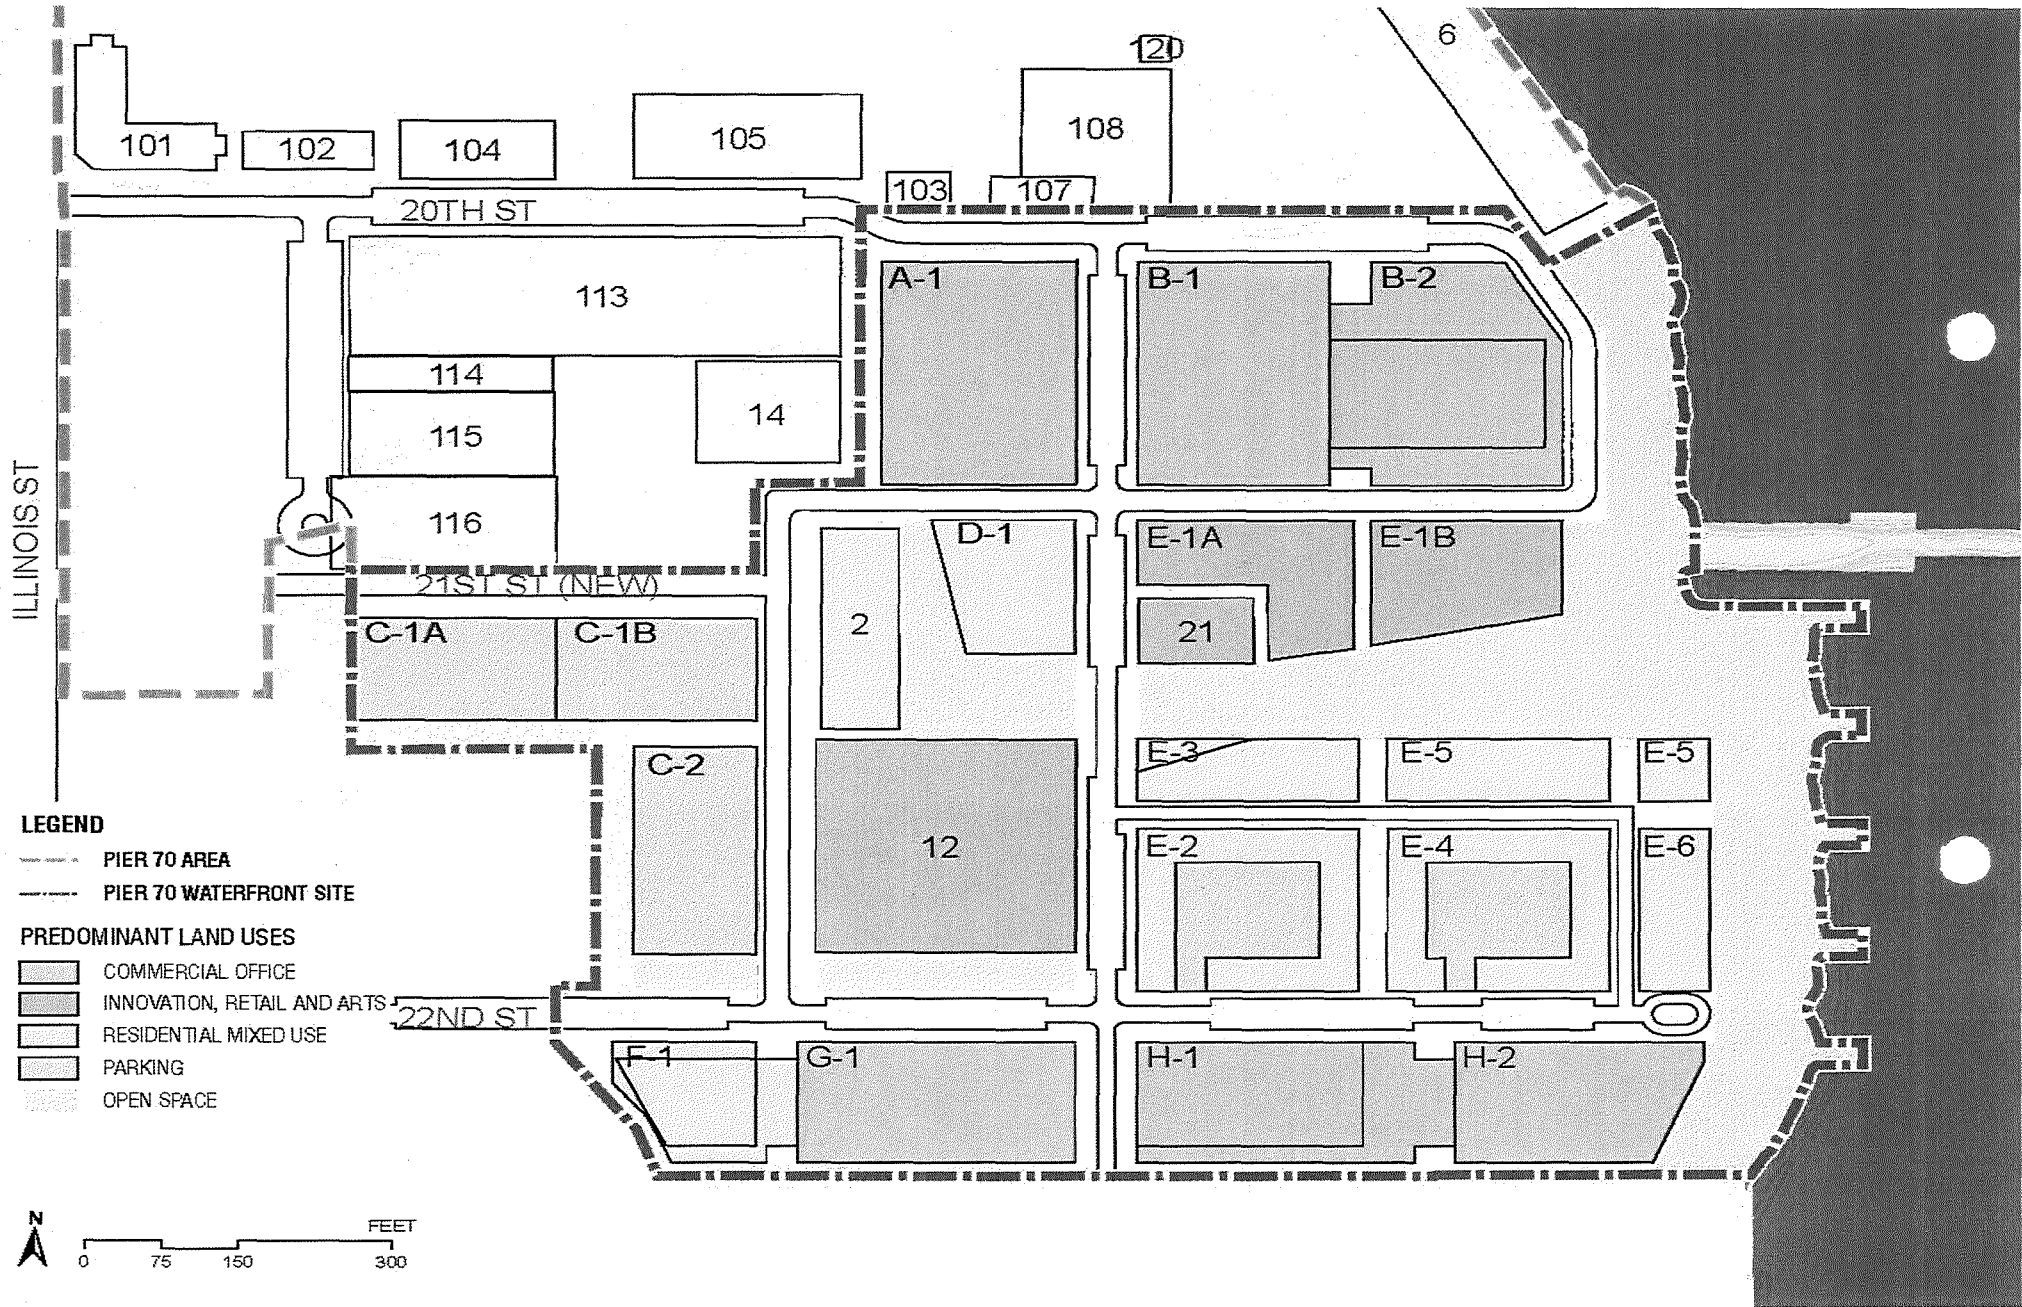 6
120
108
105
101
102
104
103
107
20TH ST
113
A-1
B-1
B-2
114
14
115
116
ILLINOIS ST
D-1
E-1A
E-1B
21ST ST (NEW)
2
21
C-1A
C-1B
E-3
E-5
E-5
C-2
12
E-2
E-4
E-6
22ND ST
F-1
G-1
H-1
H-2
LEGEND
PIER 70 AREA
PIER 70 WATERFRONT SITE
PREDOMINANT LAND USES
COMMERCIAL OFFICE
INNOVATION, RETAIL AND ARTS
RESIDENTIAL MIXED USE
PARKING
OPEN SPACE
N
FEET
0 75 150 300